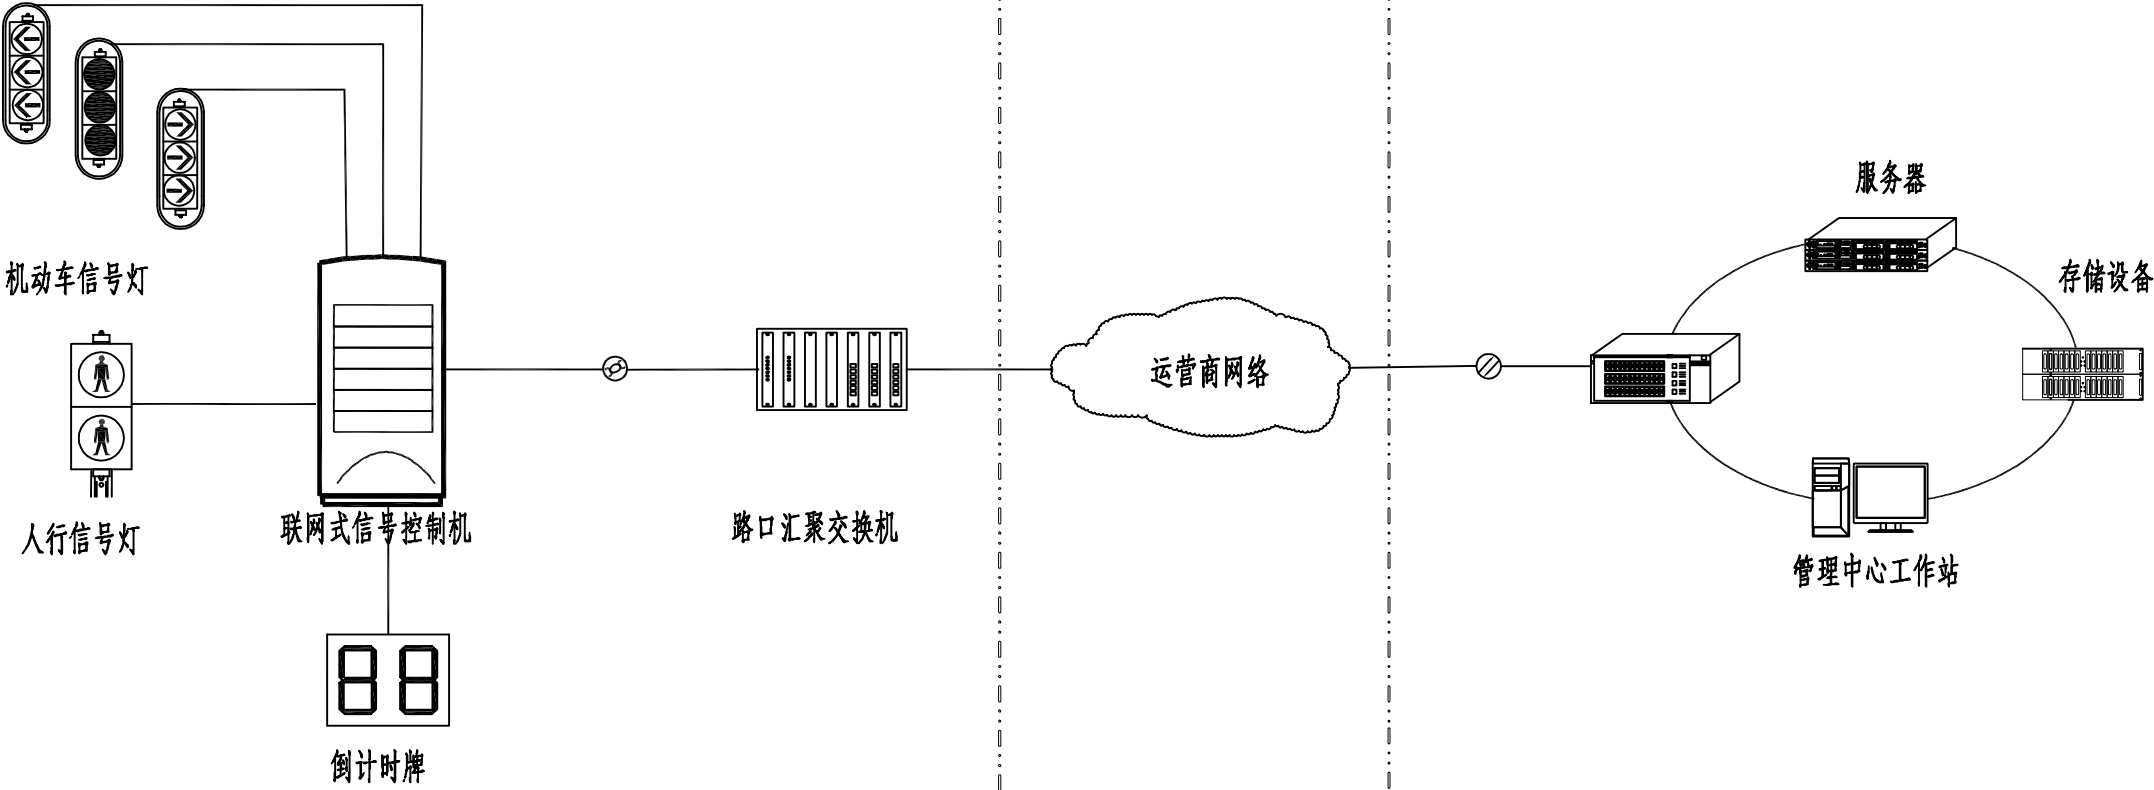 机动车信号灯
人行信号灯
联网式信号控制机
倒计时牌
路口汇聚交换机
运营商网络
服务器
存储设备
管理中心工作站